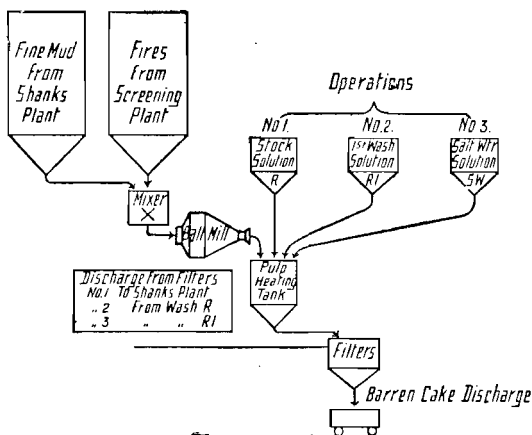 Fine Mud
From
Shanks
Plant
Fires
from
Screening
Plant
Operations
No 1.
No. 2.
No 3.
Stock
Solution
R
1st Wash
Solution
R1
Salt Wtr
Solution
SW
Mixer
Ball Mill
Pulp
Heating
Tank
Discharge From Filters
No. 1 To Shanks Plant
„ 2 From Wash R
„ 3 „ „ R1
Filters
Barren Cake Discharge